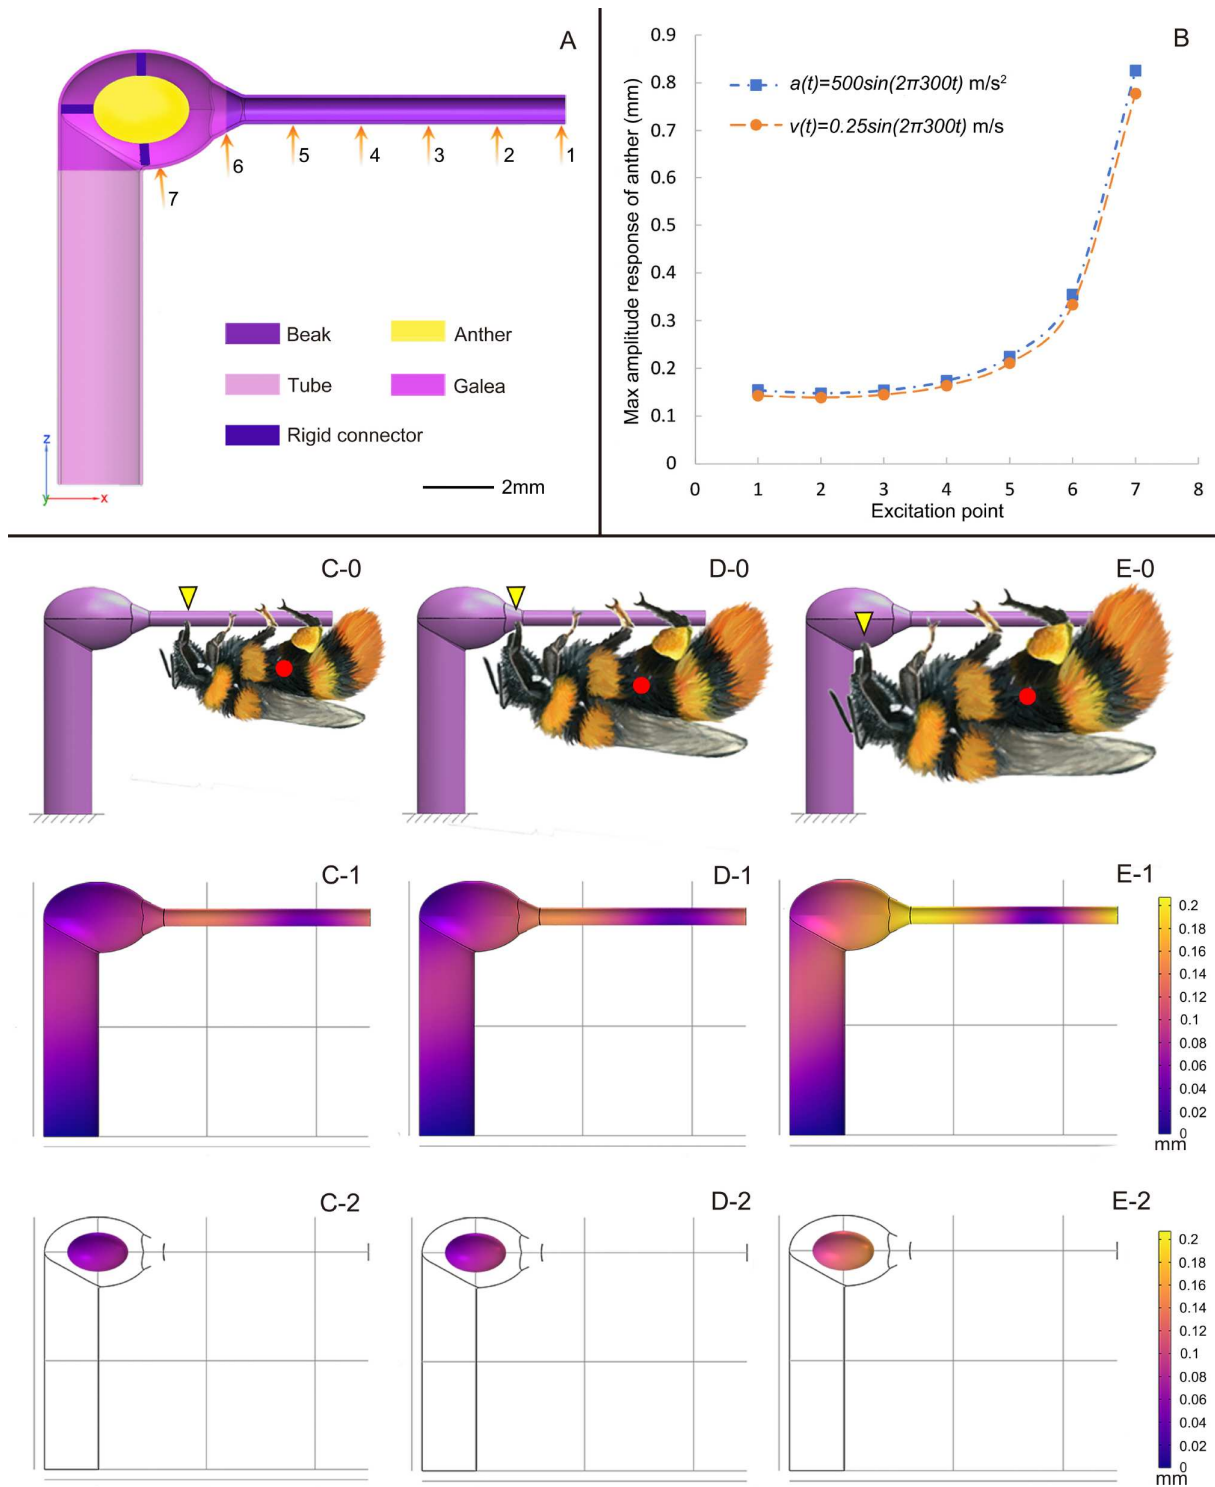 A
1
2
3
4
5
6
7
Beak
Anther
Tube
Galea
Rigid connector
z
y
x
2mm
B
Max amplitude response of anther (mm)
0.9
0.8
0.7
0.6
0.5
0.4
0.3
0.2
0.1
0
a(t)=500sin(2π300t) m/s²
v(t)=0.25sin(2π300t) m/s
0 1 2 3 4 5 6 7 8
Excitation point
C-0
D-0
E-0
C-1
D-1
E-1
0.2
0.18
0.16
0.14
0.12
0.1
0.08
0.06
0.04
0.02
0
mm
C-2
D-2
E-2
0.2
0.18
0.16
0.14
0.12
0.1
0.08
0.06
0.04
0.02
0
mm